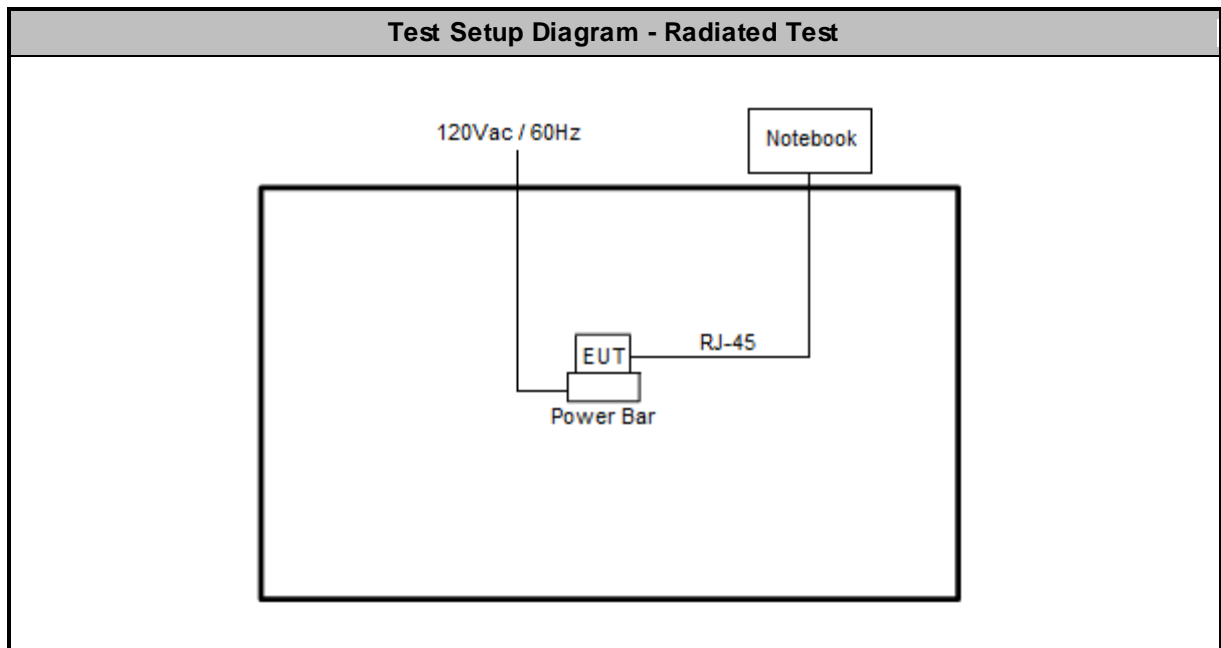 Test Setup Diagram - Radiated Test
120Vac / 60Hz
Notebook
EUT
RJ-45
Power Bar